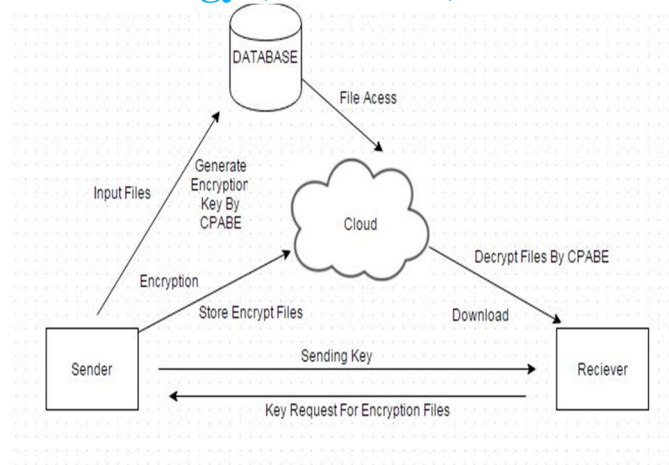 DATABASE
File Acess
Input Files
Generate
Encryption
Key By
CPABE
Cloud
Decrypt Files By CPABE
Encryption
Store Encrypt Files
Download
Sender
Sending Key
Reciever
Key Request For Encryption Files